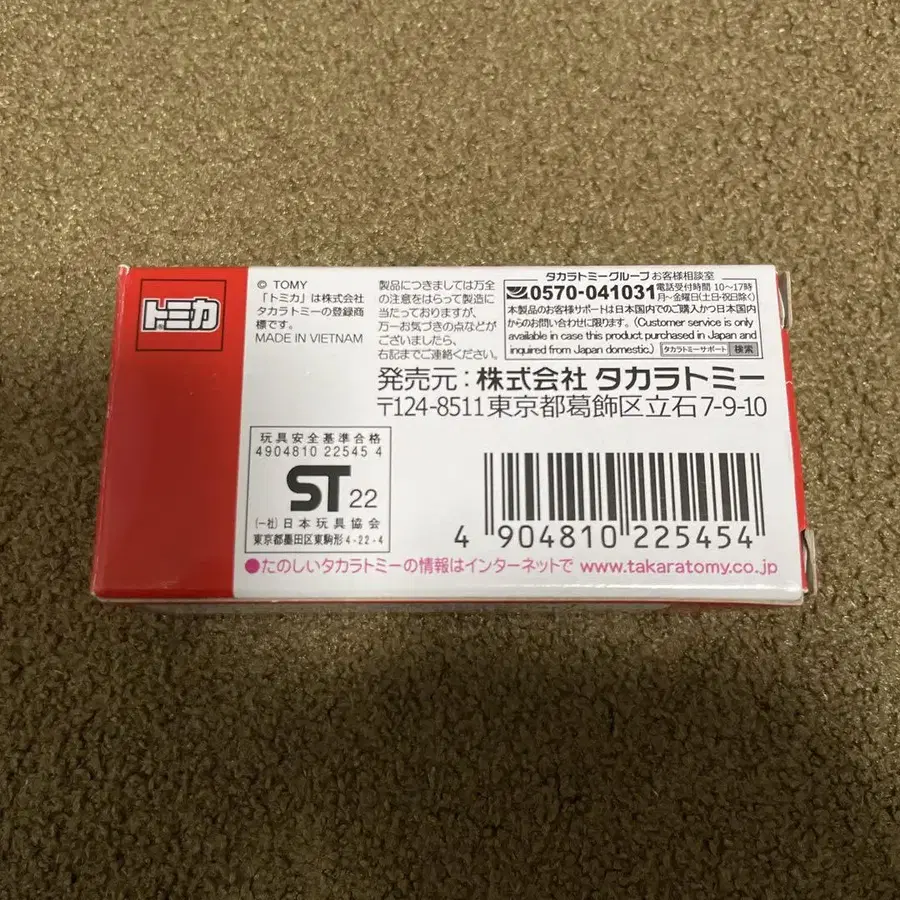 トミカ
© TOMY
「トミカ」は株式会社
タカラトミーの登録商
標です。
MADE IN VIETNAM
製品につきましては万全
の注意をはらって製造に
当たっておりますが、
万一お気づきの点などが
ございましたら、
右記までご連絡ください。
タカラトミーグループ お客様相談室
0570-041031 電話受付時間 10〜17時
月〜金曜日(土・日・祝日除く)
本製品のお客様サポートは日本国内でのご購入かつ日本国内
からのお問い合わせに限ります。(Customer service is only
available in case this product purchased in Japan and
inquired from Japan domestic.) タカラトミーサポート 検索
発売元：株式会社 タカラトミー
〒124-8511 東京都葛飾区立石7-9-10
玩具安全基準合格
4904810 22545 4
ST 22
(一社)日本玩具協会
東京都墨田区東駒形4-22-4
4 904810 225454
●たのしいタカラトミーの情報はインターネットで www.takaratomy.co.jp